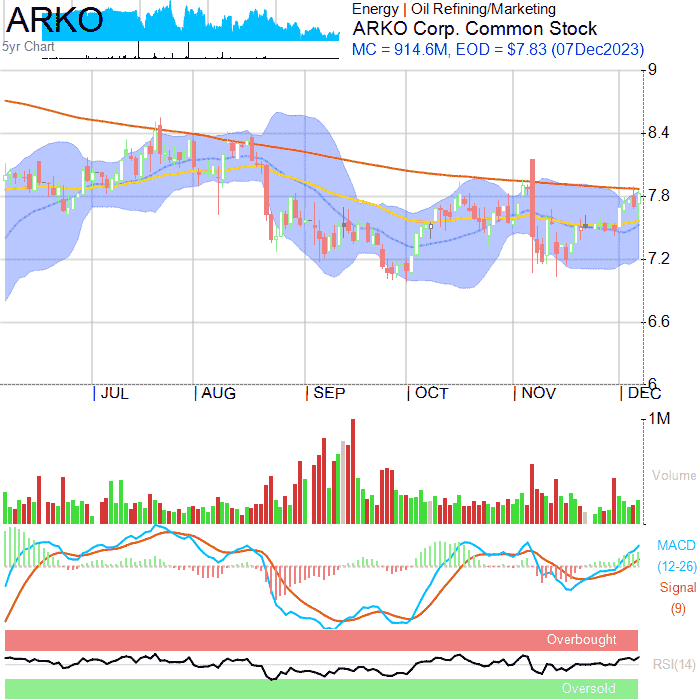 ARKO
5yr Chart
Energy | Oil Refining/Marketing
ARKO Corp. Common Stock
MC = 914.6M, EOD = $7.83 (07Dec2023)
9
8.4
7.8
7.2
6.6
6
JUL AUG SEP OCT NOV DEC
1M
Volume
MACD
(12-26)
Signal
(9)
Overbought
RSI(14)
Oversold